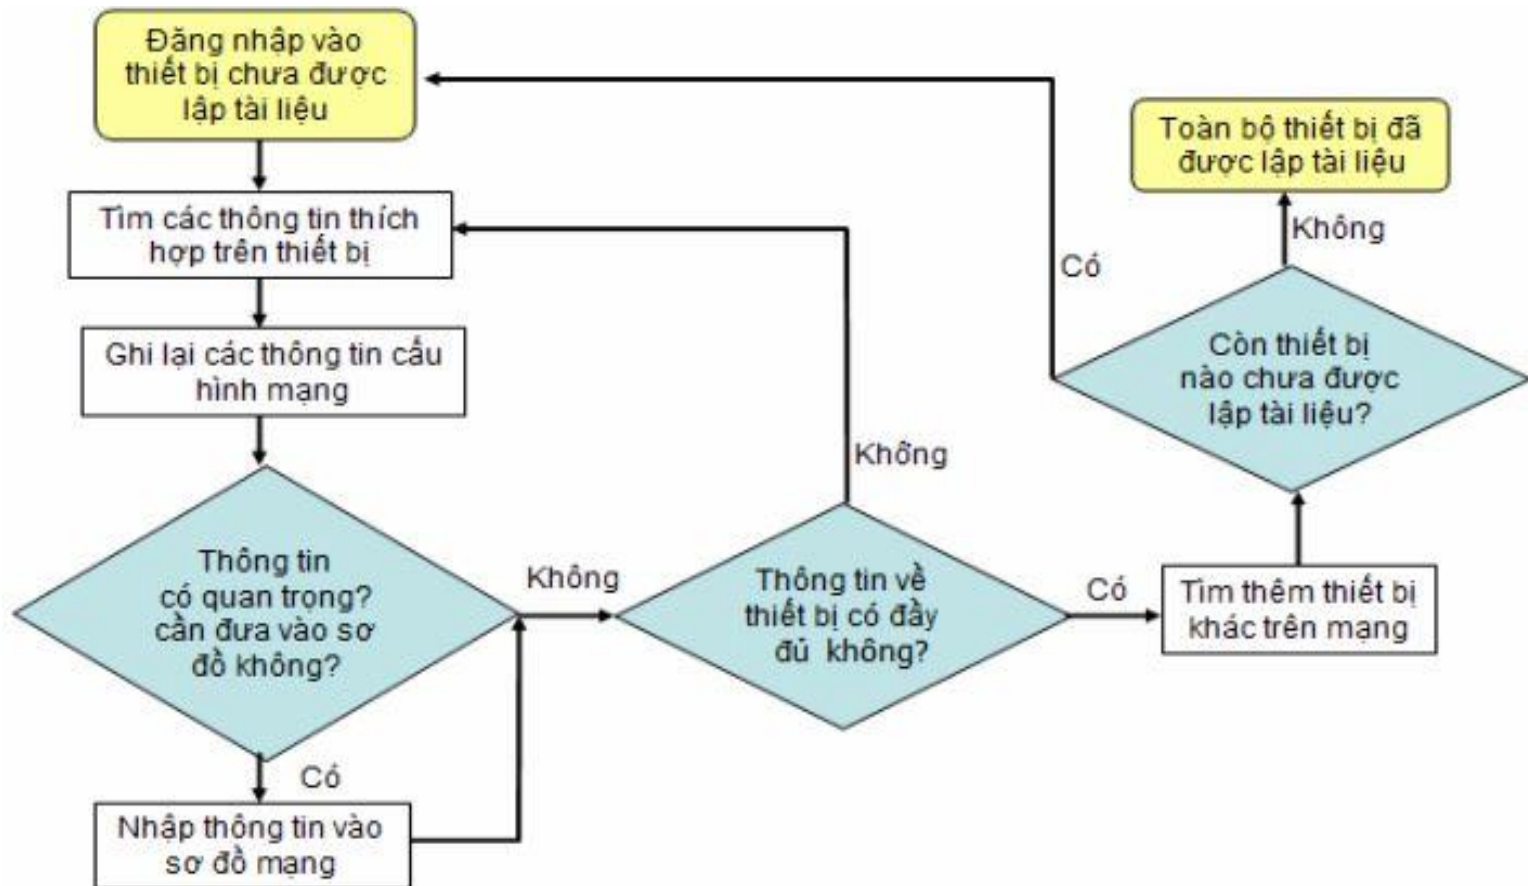 Đăng nhập vào
thiết bị chưa được
lập tài liệu
Tìm các thông tin thích
hợp trên thiết bị
Ghi lại các thông tin cấu
hình mạng
Thông tin
có quan trọng?
cần đưa vào sơ
đồ không?
Có
Nhập thông tin vào
sơ đồ mạng
Không
Thông tin về
thiết bị có đầy
đủ không?
Không
Có
Tìm thêm thiết bị
khác trên mạng
Còn thiết bị
nào chưa được
lập tài liệu?
Có
Không
Toàn bộ thiết bị đã
được lập tài liệu